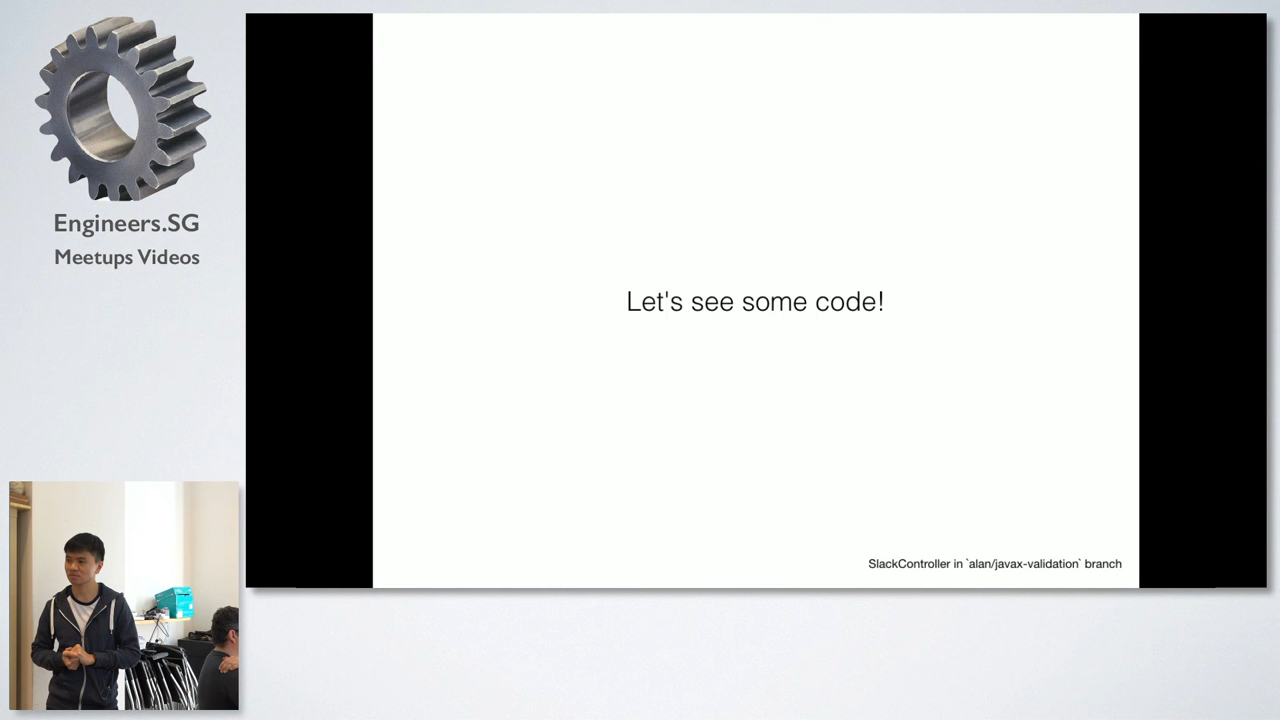 Engineers.SG
Meetups Videos
Let's see some code!
SlackController in `alan/javax-validation` branch